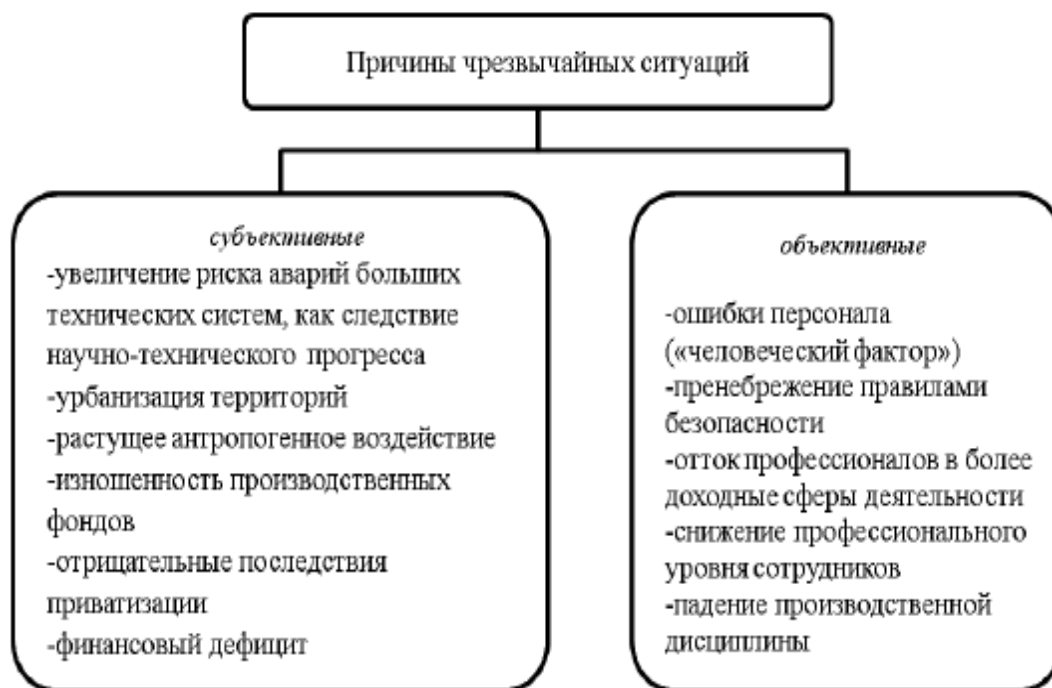 Причины чрезвычайных ситуаций
субъективные
-увеличение риска аварий больших
технических систем, как следствие
научно-технического прогресса
-урбанизация территорий
-растущее антропогенное воздействие
-изношенность производственных
фондов
-отрицательные последствия
приватизации
-финансовый дефицит
объективные
-ошибки персонала
(«человеческий фактор»)
-пренебрежение правилами
безопасности
-отток профессионалов в более
доходные сферы деятельности
-снижение профессионального
уровня сотрудников
-падение производственной
дисциплины